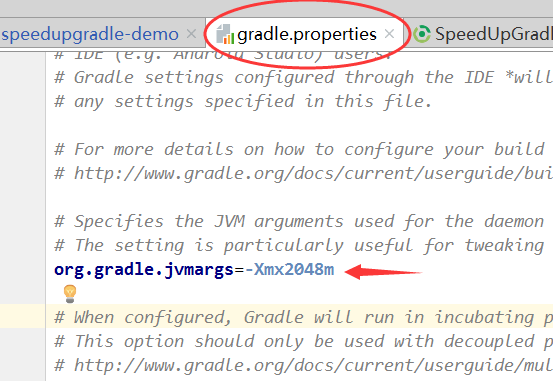 speedupgradle-demo
gradle.properties
SpeedUpGradl
# IDE (e.g. Android Studio) users:
# Gradle settings configured through the IDE *will
# any settings specified in this file.
# For more details on how to configure your build
# http://www.gradle.org/docs/current/userguide/bui
# Specifies the JVM arguments used for the daemon
# The setting is particularly useful for tweaking
org.gradle.jvmargs=-Xmx2048m
# When configured, Gradle will run in incubating p
# This option should only be used with decoupled p
# http://www.gradle.org/docs/current/userguide/mul